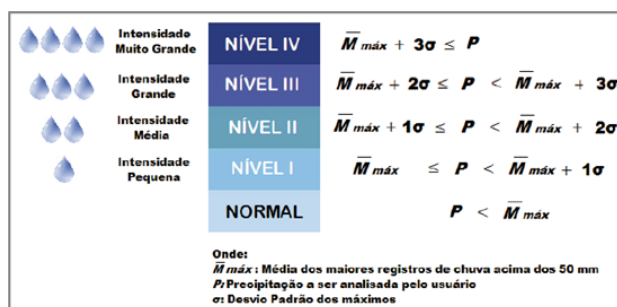 Intensidade
Muito Grande
NÍVEL IV
M̅ máx + 3σ ≤ P
Intensidade
Grande
NÍVEL III
M̅ máx + 2σ ≤ P < M̅ máx + 3σ
Intensidade
Média
NÍVEL II
M̅ máx + 1σ ≤ P < M̅ máx + 2σ
Intensidade
Pequena
NÍVEL I
M̅ máx ≤ P < M̅ máx + 1σ
NORMAL
P < M̅ máx
Onde:
M̅ máx : Média dos maiores registros de chuva acima dos 50 mm
P: Precipitação a ser analisada pelo usuário
σ: Desvio Padrão dos máximos